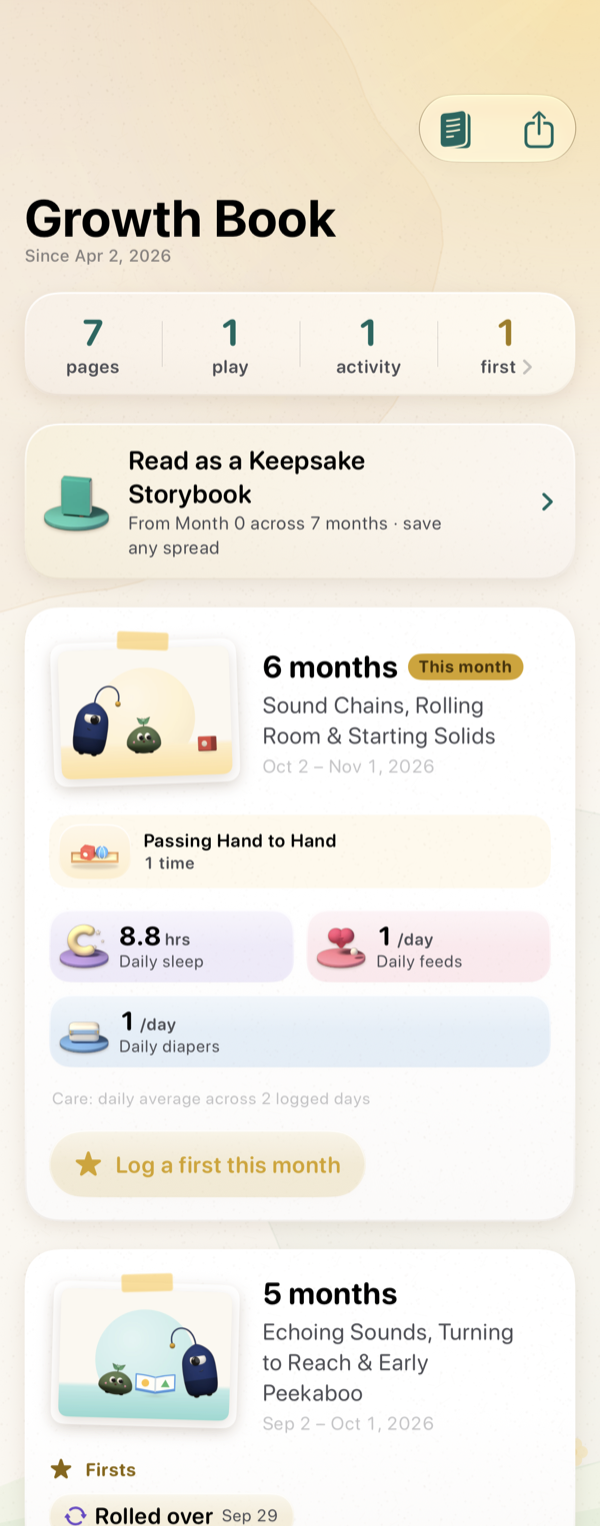 Growth Book
Since Apr 2, 2026
7
pages
1
play
1
activity
1
first
Read as a Keepsake
Storybook
From Month 0 across 7 months · save
any spread
6 months
This month
Sound Chains, Rolling
Room & Starting Solids
Oct 2 – Nov 1, 2026
Passing Hand to Hand
1 time
8.8 hrs
Daily sleep
1 /day
Daily feeds
1 /day
Daily diapers
Care: daily average across 2 logged days
Log a first this month
5 months
Echoing Sounds, Turning
to Reach & Early
Peekaboo
Sep 2 – Oct 1, 2026
Firsts
Rolled over Sep 29